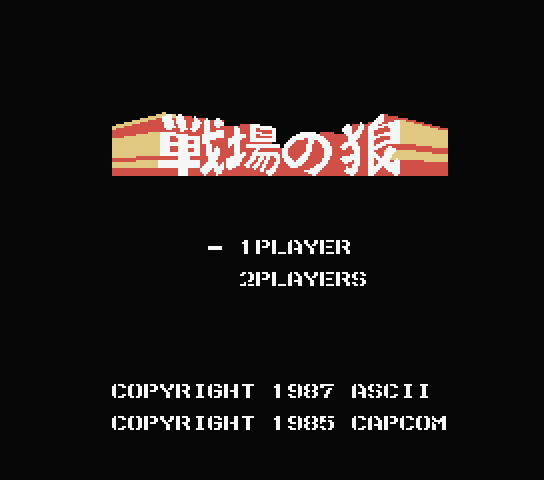 戦場の狼
- 1PLAYER
2PLAYERS
COPYRIGHT 1987 ASCII
COPYRIGHT 1985 CAPCOM